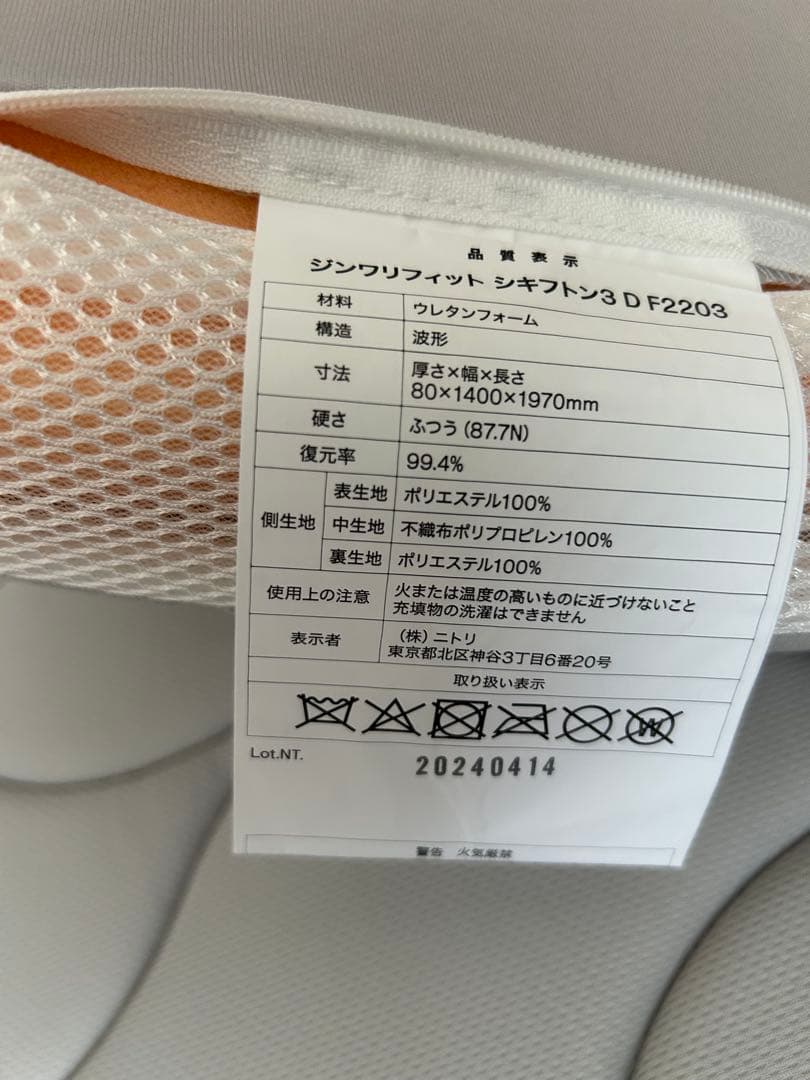 品質表示
ジンワリフィット シキフトン3 D F2203
材料 ウレタンフォーム
構造 波形
寸法 厚さ×幅×長さ
80×1400×1970mm
硬さ ふつう(87.7N)
復元率 99.4%
側生地 表生地 ポリエステル100%
中生地 不織布ポリプロピレン100%
裏生地 ポリエステル100%
使用上の注意 火または温度の高いものに近づけないこと
充填物の洗濯はできません
表示者 (株)ニトリ
東京都北区神谷3丁目6番20号
取り扱い表示
W
Lot.NT. 20240414
警告 火気厳禁